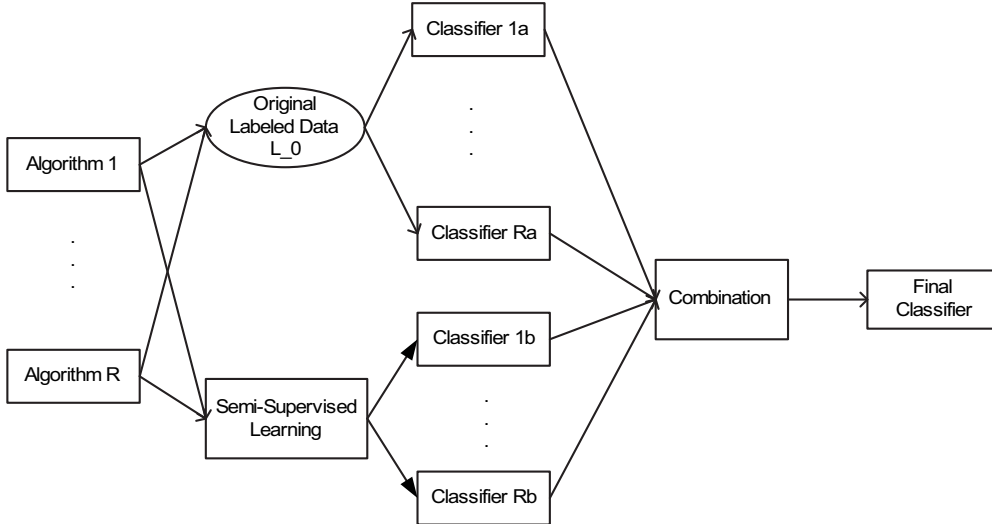 Classifier 1a
Original
Labeled Data
L_0
Algorithm 1
Classifier Ra
Combination
Final
Classifier
Classifier 1b
Algorithm R
Semi-Supervised
Learning
Classifier Rb